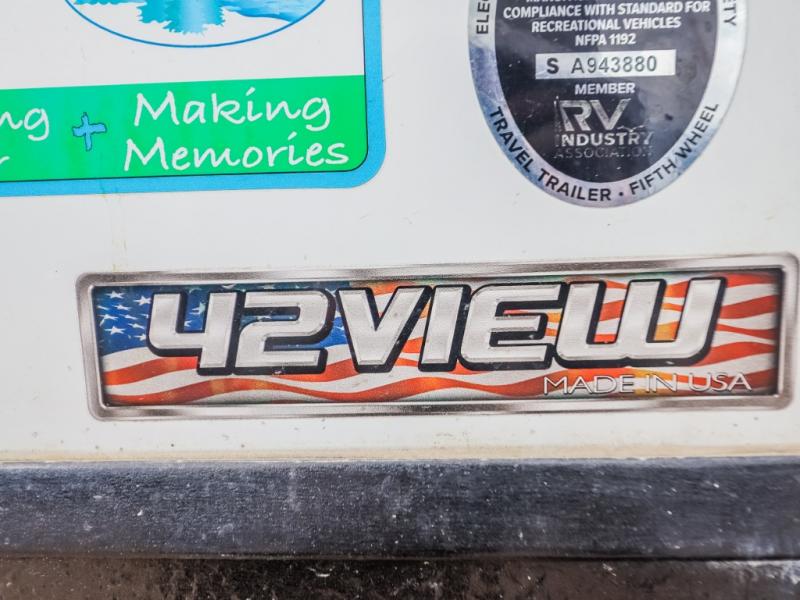 COMPLIANCE WITH STANDARD FOR
RECREATIONAL VEHICLES
NFPA 1192
S A943880
MEMBER
RV
INDUSTRY
ASSOCIATION
TRAVEL TRAILER • FIFTH WHEEL
+ Making
Memories
42VIEW
MADE IN USA